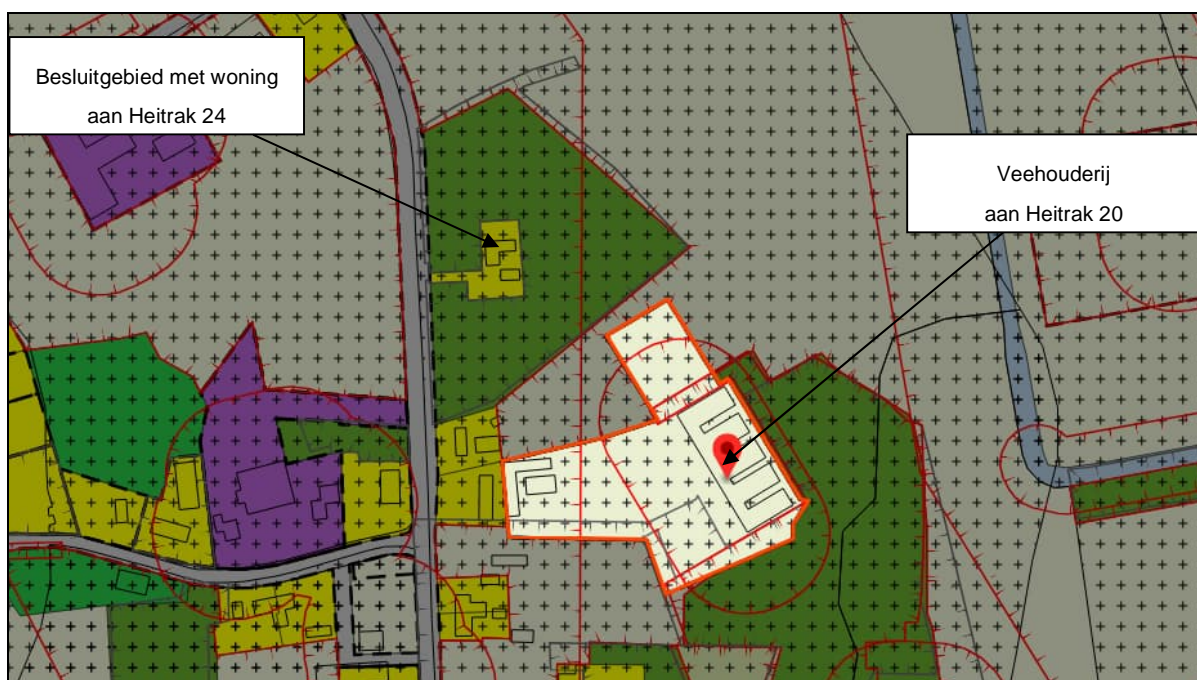 Besluitgebied met woning
aan Heitrak 24
Veehouderij
aan Heitrak 20